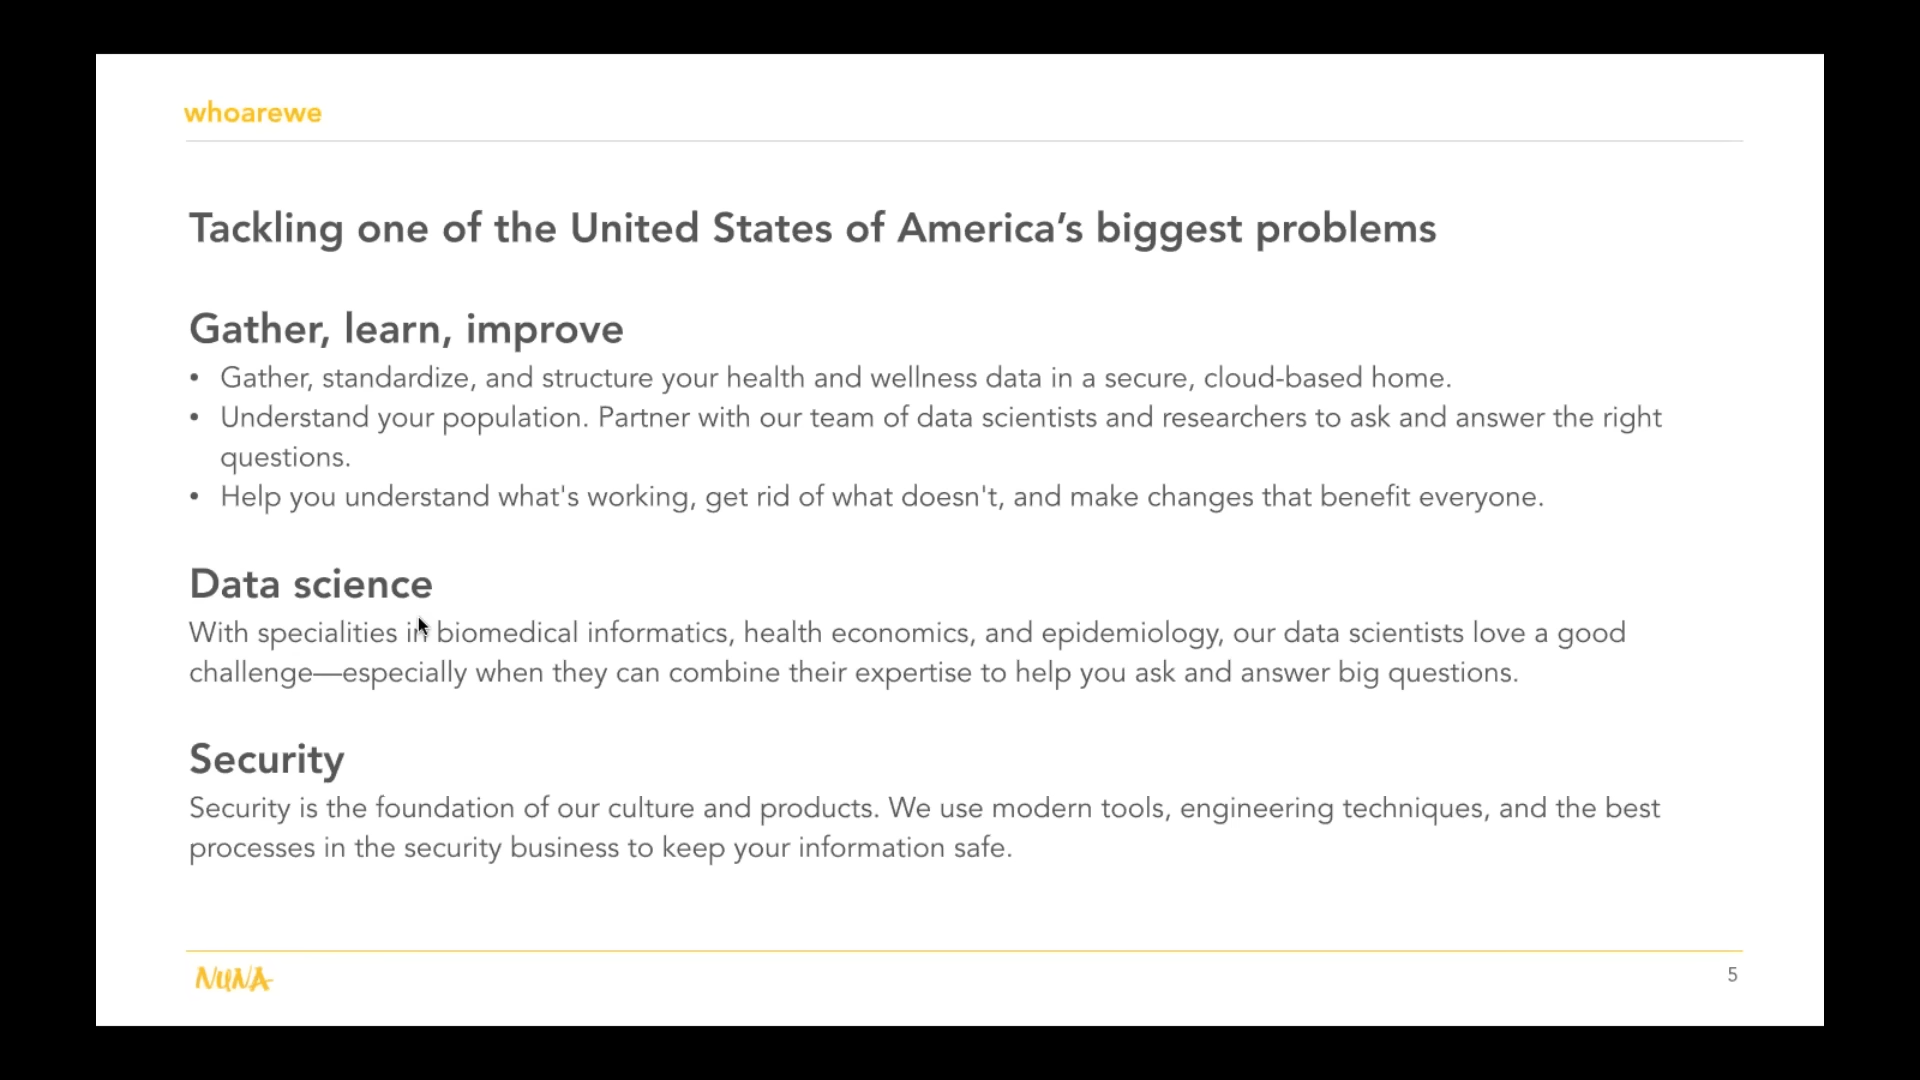 whoarewe
Tackling one of the United States of America’s biggest problems
Gather, learn, improve
• Gather, standardize, and structure your health and wellness data in a secure, cloud-based home.
• Understand your population. Partner with our team of data scientists and researchers to ask and answer the right
questions.
• Help you understand what's working, get rid of what doesn't, and make changes that benefit everyone.
Data science
With specialities in biomedical informatics, health economics, and epidemiology, our data scientists love a good
challenge—especially when they can combine their expertise to help you ask and answer big questions.
Security
Security is the foundation of our culture and products. We use modern tools, engineering techniques, and the best
processes in the security business to keep your information safe.
NUNA
5